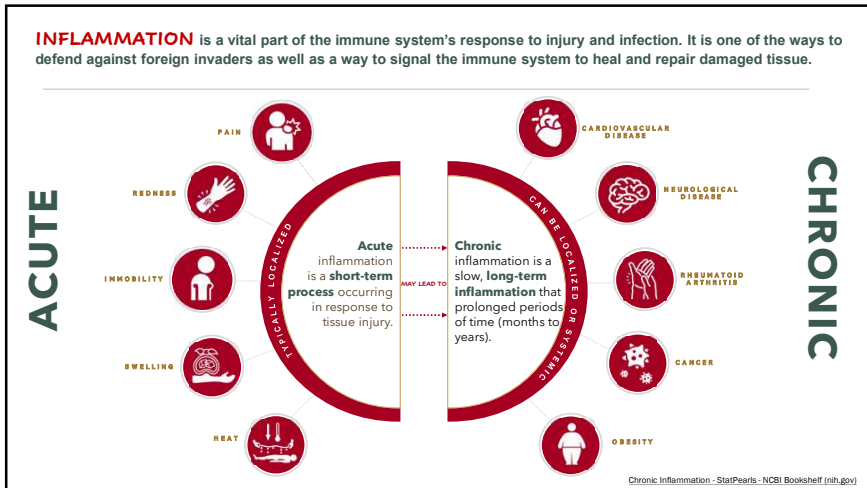 INFLAMMATION is a vital part of the immune system's response to injury and infection. It is one of the ways to
defend against foreign invaders as well as a way to signal the immune system to heal and repair damaged tissue.
ACUTE
PAIN
REDNESS
IMMOBILITY
SWELLING
HEAT
TYPICALLY LOCALIZED
Acute
inflammation
is a short-term
process occurring
in response to
tissue injury.
MAY LEAD TO
Chronic
inflammation is a
slow, long-term
inflammation that
prolonged periods
of time (months to
years).
CAN BE LOCALIZED OR SYSTEMIC
CARDIOVASCULAR
DISEASE
NEUROLOGICAL
DISEASE
RHEUMATOID
ARTHRITIS
CANCER
OBESITY
CHRONIC
Chronic Inflammation - StatPearls - NCBI Bookshelf (nih.gov)